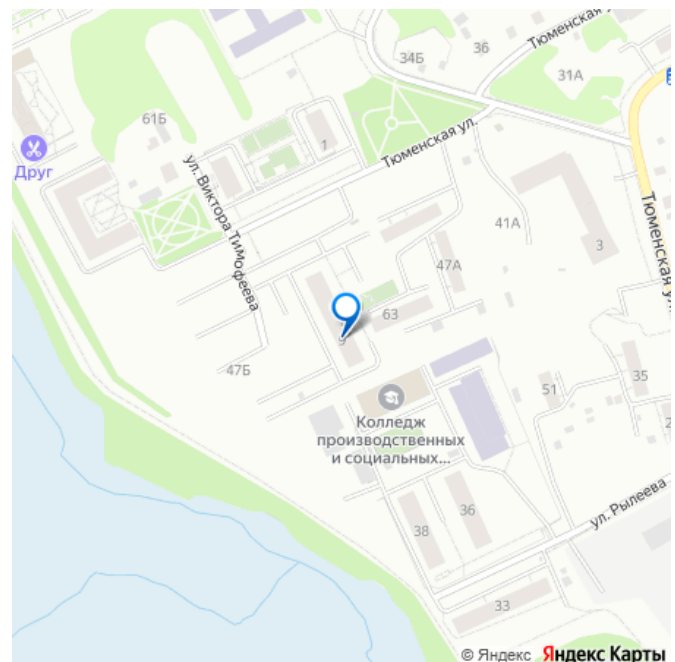 Тюменская у
34Б
36
31А
61Б
Друг
1
Тюменская ул.
ул. Виктора Тимофеева
41А
3
47А
Тюменская ул.
63
47Б
51
35
Колледж
производственных
и социальных...
38
36
ул. Рылеева
33
© Яндекс Яндекс Карты